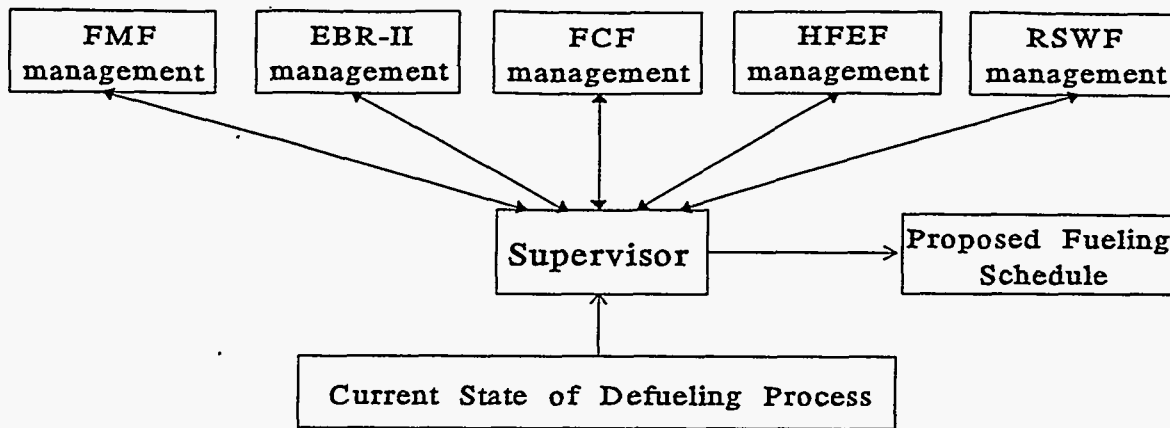 FMF
management
EBR-II
management
FCF
management
HFEF
management
RSWF
management
Supervisor
Proposed Fueling
Schedule
Current State of Defueling Process